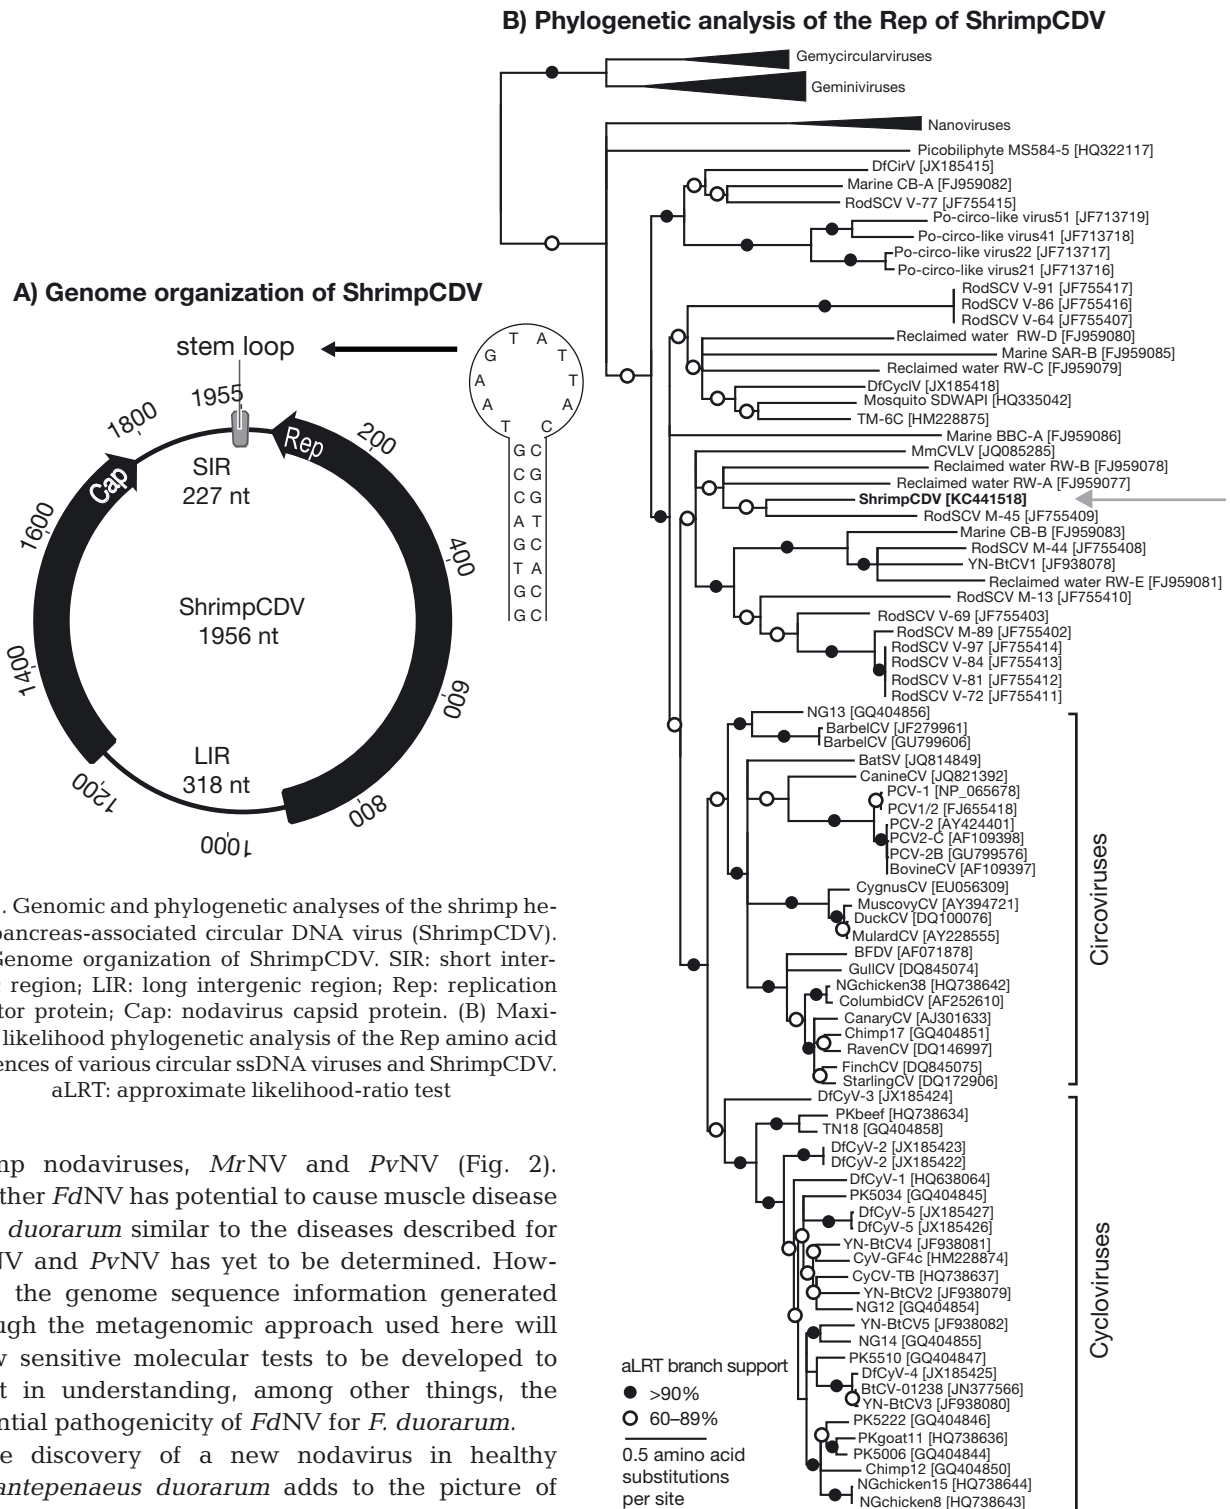 B) Phylogenetic analysis of the Rep of ShrimpCDV
Gemycircularviruses
Geminiviruses
Nanoviruses
Picobiliphyte MS584-5 [HQ322117]
DfCirV [JX185415]
Marine CB-A [FJ959082]
RodSCV V-77 [JF755415]
Po-circo-like virus51 [JF713719]
Po-circo-like virus41 [JF713718]
Po-circo-like virus22 [JF713717]
Po-circo-like virus21 [JF713716]
RodSCV V-91 [JF755417]
RodSCV V-86 [JF755416]
RodSCV V-64 [JF755407]
Reclaimed water RW-D [FJ959080]
Marine SAR-B [FJ959085]
Reclaimed water RW-C [FJ959079]
DfCyclV [JX185418]
Mosquito SDWAPI [HQ335042]
TM-6C [HM228875]
Marine BBC-A [FJ959086]
MmCVLV [JQ085285]
Reclaimed water RW-B [FJ959078]
Reclaimed water RW-A [FJ959077]
ShrimpCDV [KC441518]
RodSCV M-45 [JF755409]
Marine CB-B [FJ959083]
RodSCV M-44 [JF755408]
YN-BtCV1 [JF938078]
Reclaimed water RW-E [FJ959081]
RodSCV M-13 [JF755410]
RodSCV V-69 [JF755403]
RodSCV M-89 [JF755402]
RodSCV V-97 [JF755414]
RodSCV V-84 [JF755413]
RodSCV V-81 [JF755412]
RodSCV V-72 [JF755411]
NG13 [GQ404856]
BarbelCV [JF279961]
BarbelCV [GU799606]
BatSV [JQ814849]
CanineCV [JQ821392]
PCV-1 [NP_065678]
PCV1/2 [FJ655418]
PCV-2 [AY424401]
PCV2-C [AF109398]
PCV-2B [GU799576]
BovineCV [AF109397]
CygnusCV [EU056309]
MuscovyCV [AY394721]
DuckCV [DQ100076]
MulardCV [AY228555]
BFDV [AF071878]
GullCV [DQ845074]
NGchicken38 [HQ738642]
ColumbidCV [AF252610]
CanaryCV [AJ301633]
Chimp17 [GQ404851]
RavenCV [DQ146997]
FinchCV [DQ845075]
StarlingCV [DQ172906]
Circoviruses
DfCyV-3 [JX185424]
PKbeef [HQ738634]
TN18 [GQ404858]
DfCyV-2 [JX185423]
DfCyV-2 [JX185422]
DfCyV-1 [HQ638064]
PK5034 [GQ404845]
DfCyV-5 [JX185427]
DfCyV-5 [JX185426]
YN-BtCV4 [JF938081]
CyV-GF4c [HM228874]
CyCV-TB [HQ738637]
YN-BtCV2 [JF938079]
NG12 [GQ404854]
YN-BtCV5 [JF938082]
NG14 [GQ404855]
PK5510 [GQ404847]
DfCyV-4 [JX185425]
BtCV-01238 [JN377566]
YN-BtCV3 [JF938080]
PK5222 [GQ404846]
PKgoat11 [HQ738636]
PK5006 [GQ404844]
Chimp12 [GQ404850]
NGchicken15 [HQ738644]
NGchicken8 [HQ738643]
Cycloviruses
aLRT branch support
>90%
60–89%
0.5 amino acid
substitutions
per site
A) Genome organization of ShrimpCDV
stem loop
1955
200
400
600
800
1000
1200
1400
1600
1800
Rep
Cap
SIR
227 nt
ShrimpCDV
1956 nt
LIR
318 nt
T A
G T
A T
A A
T C
G C
C G
C G
C G
A T
G C
T A
G C
G C
. Genomic and phylogenetic analyses of the shrimp he-
pancreas-associated circular DNA virus (ShrimpCDV).
Genome organization of ShrimpCDV. SIR: short inter-
region; LIR: long intergenic region; Rep: replication
tor protein; Cap: nodavirus capsid protein. (B) Maxi-
likelihood phylogenetic analysis of the Rep amino acid
ences of various circular ssDNA viruses and ShrimpCDV.
aLRT: approximate likelihood-ratio test
mp nodaviruses, MrNV and PvNV (Fig. 2).
ther FdNV has potential to cause muscle disease
duorarum similar to the diseases described for
NV and PvNV has yet to be determined. How-
the genome sequence information generated
ugh the metagenomic approach used here will
w sensitive molecular tests to be developed to
t in understanding, among other things, the
ential pathogenicity of FdNV for F. duorarum.
e discovery of a new nodavirus in healthy
antepenaeus duorarum adds to the picture of